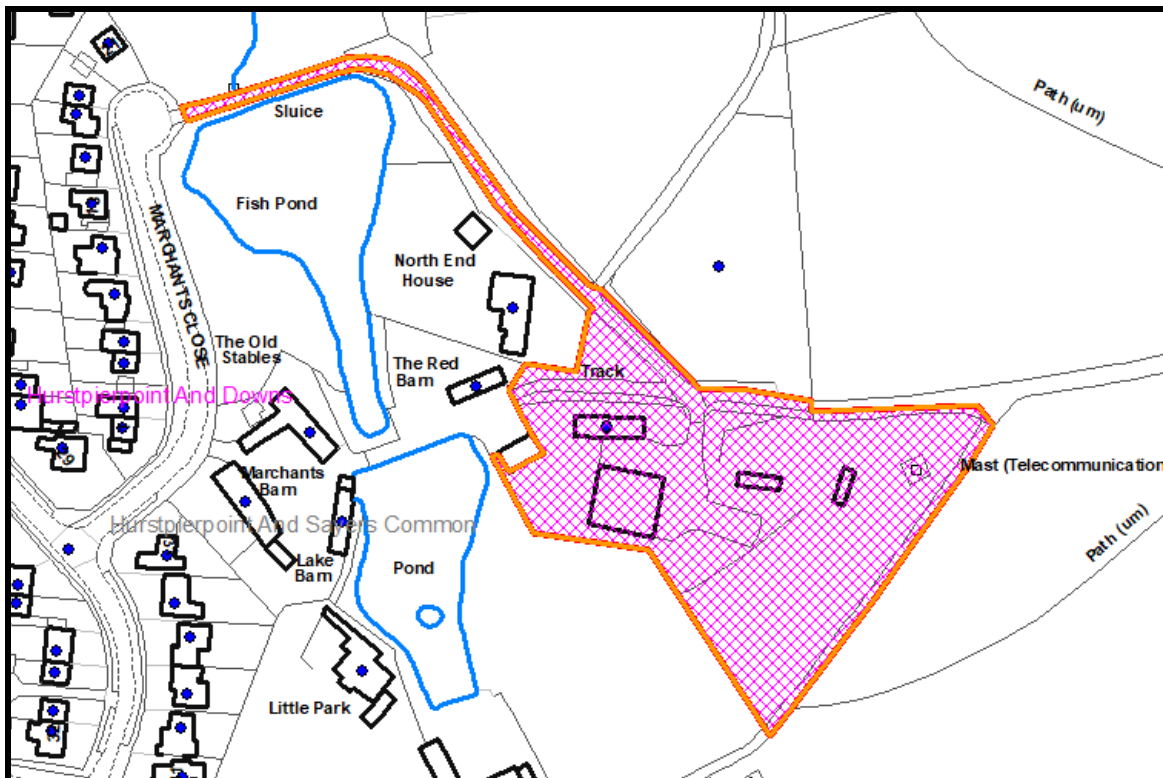 Path (um)
Sluice
Fish Pond
MARCHANTS CLOSE
North End
House
The Old
Stables
The Red
Barn
Track
Hurstpierpoint And Downs
Marchants
Barn
Mast (Telecommunication
Hurstpierpoint And Sayers Common
Path (um)
Lake
Barn
Pond
Little Park